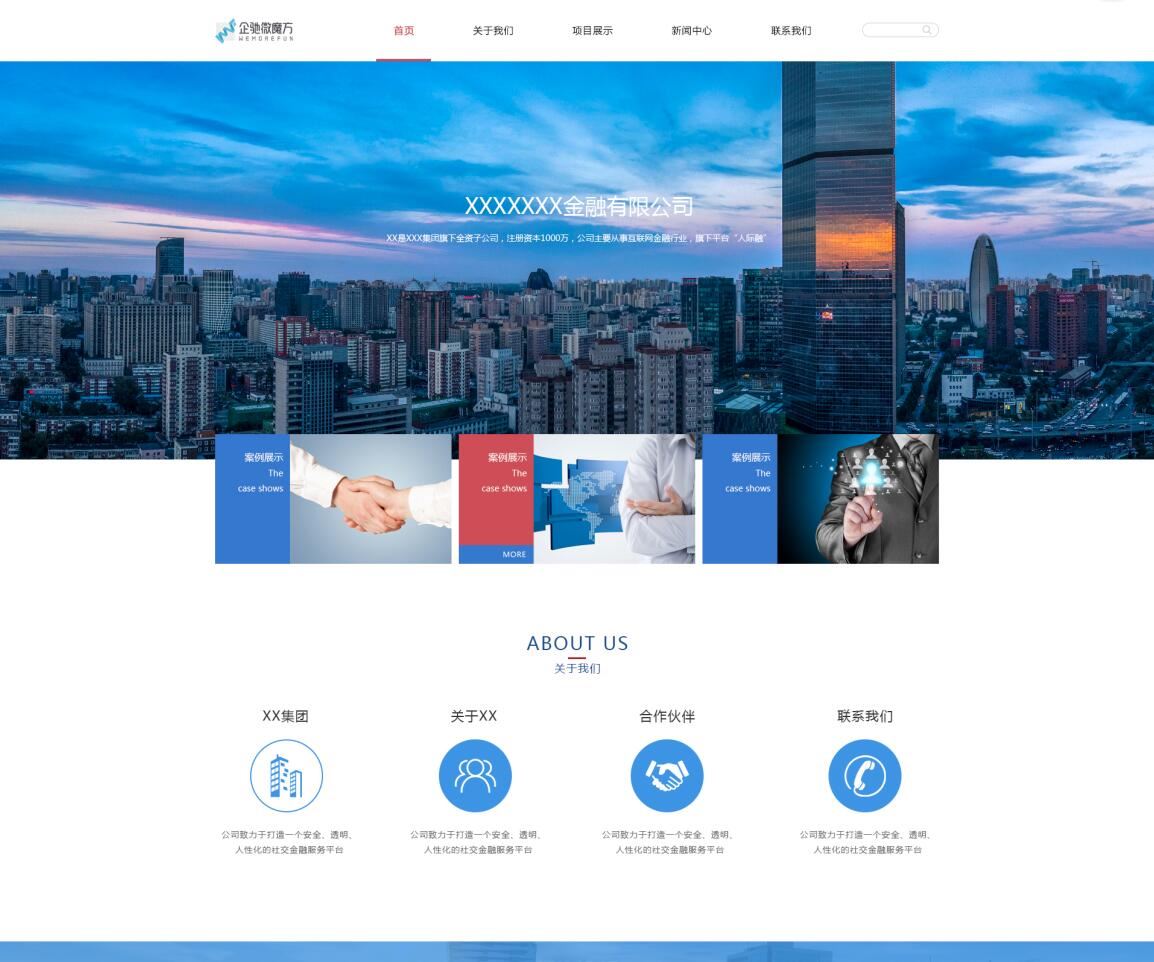 企驰微魔方
WEMOREFUN
首页
关于我们
项目展示
新闻中心
联系我们
XXXXXXX金融有限公司
XX是XXX集团旗下全资子公司，注册资本1000万，公司主要从事互联网金融行业，旗下平台“人际融”
案例展示
The
case shows
案例展示
The
case shows
MORE
案例展示
The
case shows
ABOUT US
关于我们
XX集团
关于XX
合作伙伴
联系我们
公司致力于打造一个安全、透明、
人性化的社交金融服务平台
公司致力于打造一个安全、透明、
人性化的社交金融服务平台
公司致力于打造一个安全、透明、
人性化的社交金融服务平台
公司致力于打造一个安全、透明、
人性化的社交金融服务平台